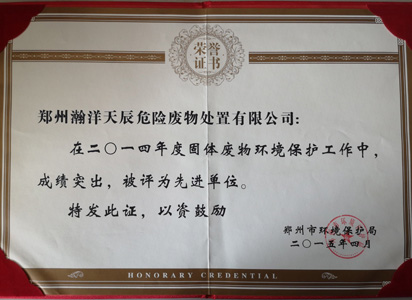 荣誉
证书
郑州瀚洋天辰危险废物处置有限公司:
在二〇一四年度固体废物环境保护工作中,
成绩突出，被评为先进单位。
特发此证，以资鼓励
郑州市环境保护局
二〇一五年四月
HONORARY CREDENTIAL